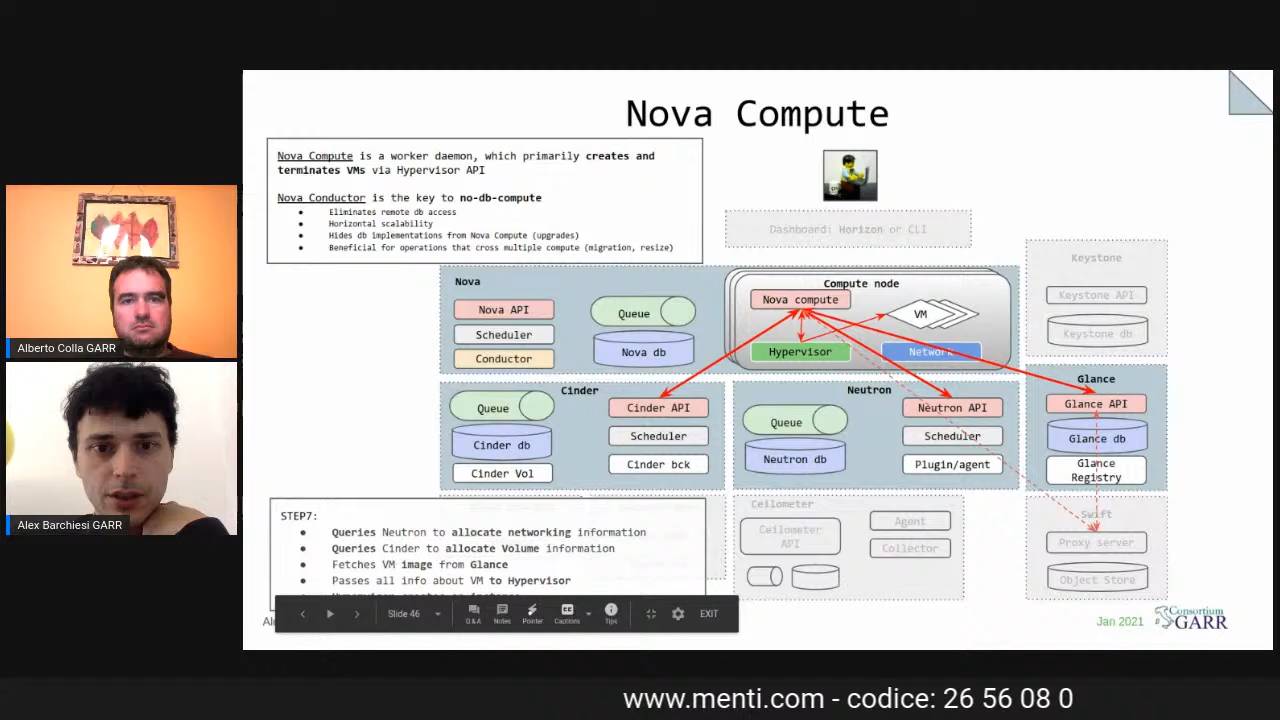 Nova Compute
Nova Compute is a worker daemon, which primarily creates and
terminates VMs via Hypervisor API
Nova Conductor is the key to no-db-compute
● Eliminates remote db access
● Horizontal scalability
● Hides db implementations from Nova Compute (upgrades)
● Beneficial for operations that cross multiple compute (migration, resize)
Dashboard: Horizon or CLI
Nova
Nova API
Scheduler
Conductor
Queue
Nova db
Compute node
Nova compute
VM
Hypervisor
Network
Keystone
Keystone API
Keystone db
Cinder
Queue
Cinder db
Cinder Vol
Cinder API
Scheduler
Cinder bck
Neutron
Queue
Neutron db
Neutron API
Scheduler
Plugin/agent
Glance
Glance API
Glance db
Glance
Registry
Ceilometer
Ceilometer
API
Agent
Collector
Swift
Proxy server
Object Store
STEP7:
● Queries Neutron to allocate networking information
● Queries Cinder to allocate Volume information
● Fetches VM image from Glance
● Passes all info about VM to Hypervisor
Slide 46
Q&A
Notes
Pointer
Captions
Tips
EXIT
Jan 2021
Consortium
GARR
Alberto Colla GARR
Alex Barchiesi GARR
www.menti.com - codice: 26 56 08 0